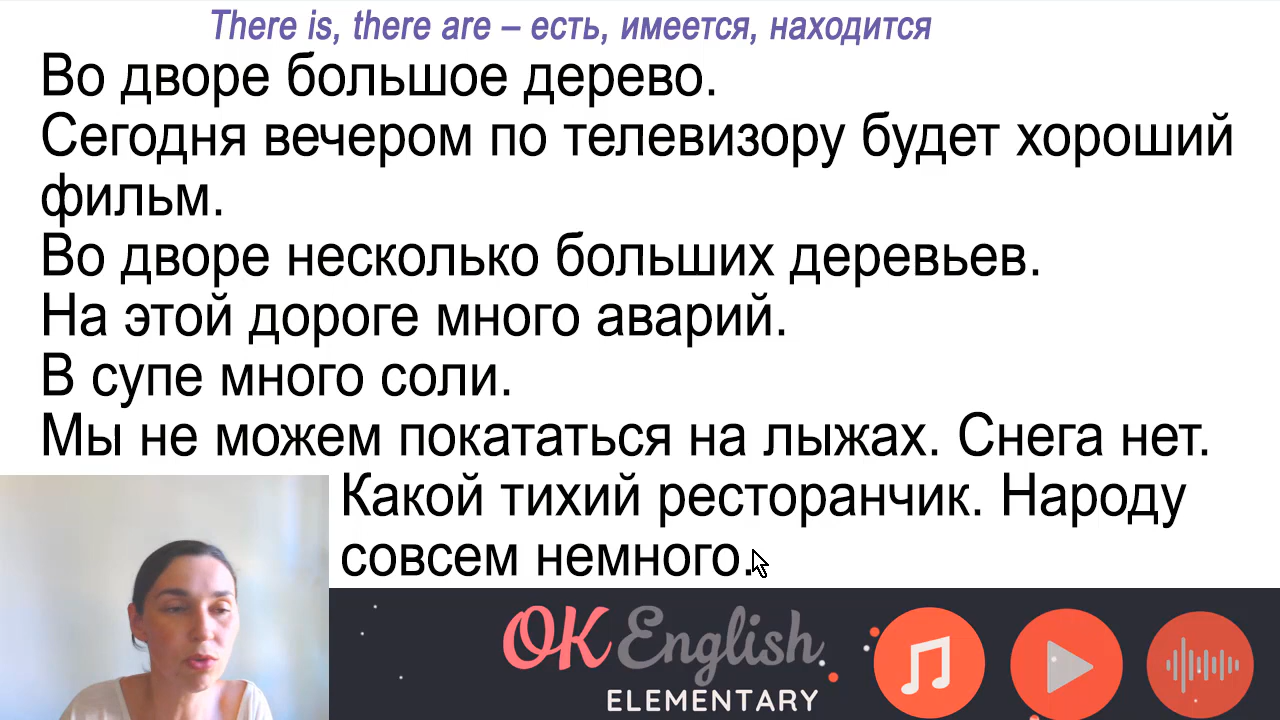 There is, there are – есть, имеется, находится
Во дворе большое дерево.
Сегодня вечером по телевизору будет хороший
фильм.
Во дворе несколько больших деревьев.
На этой дороге много аварий.
В супе много соли.
Мы не можем покататься на лыжах. Снега нет.
Какой тихий ресторанчик. Народу
совсем немного.
OK English
ELEMENTARY